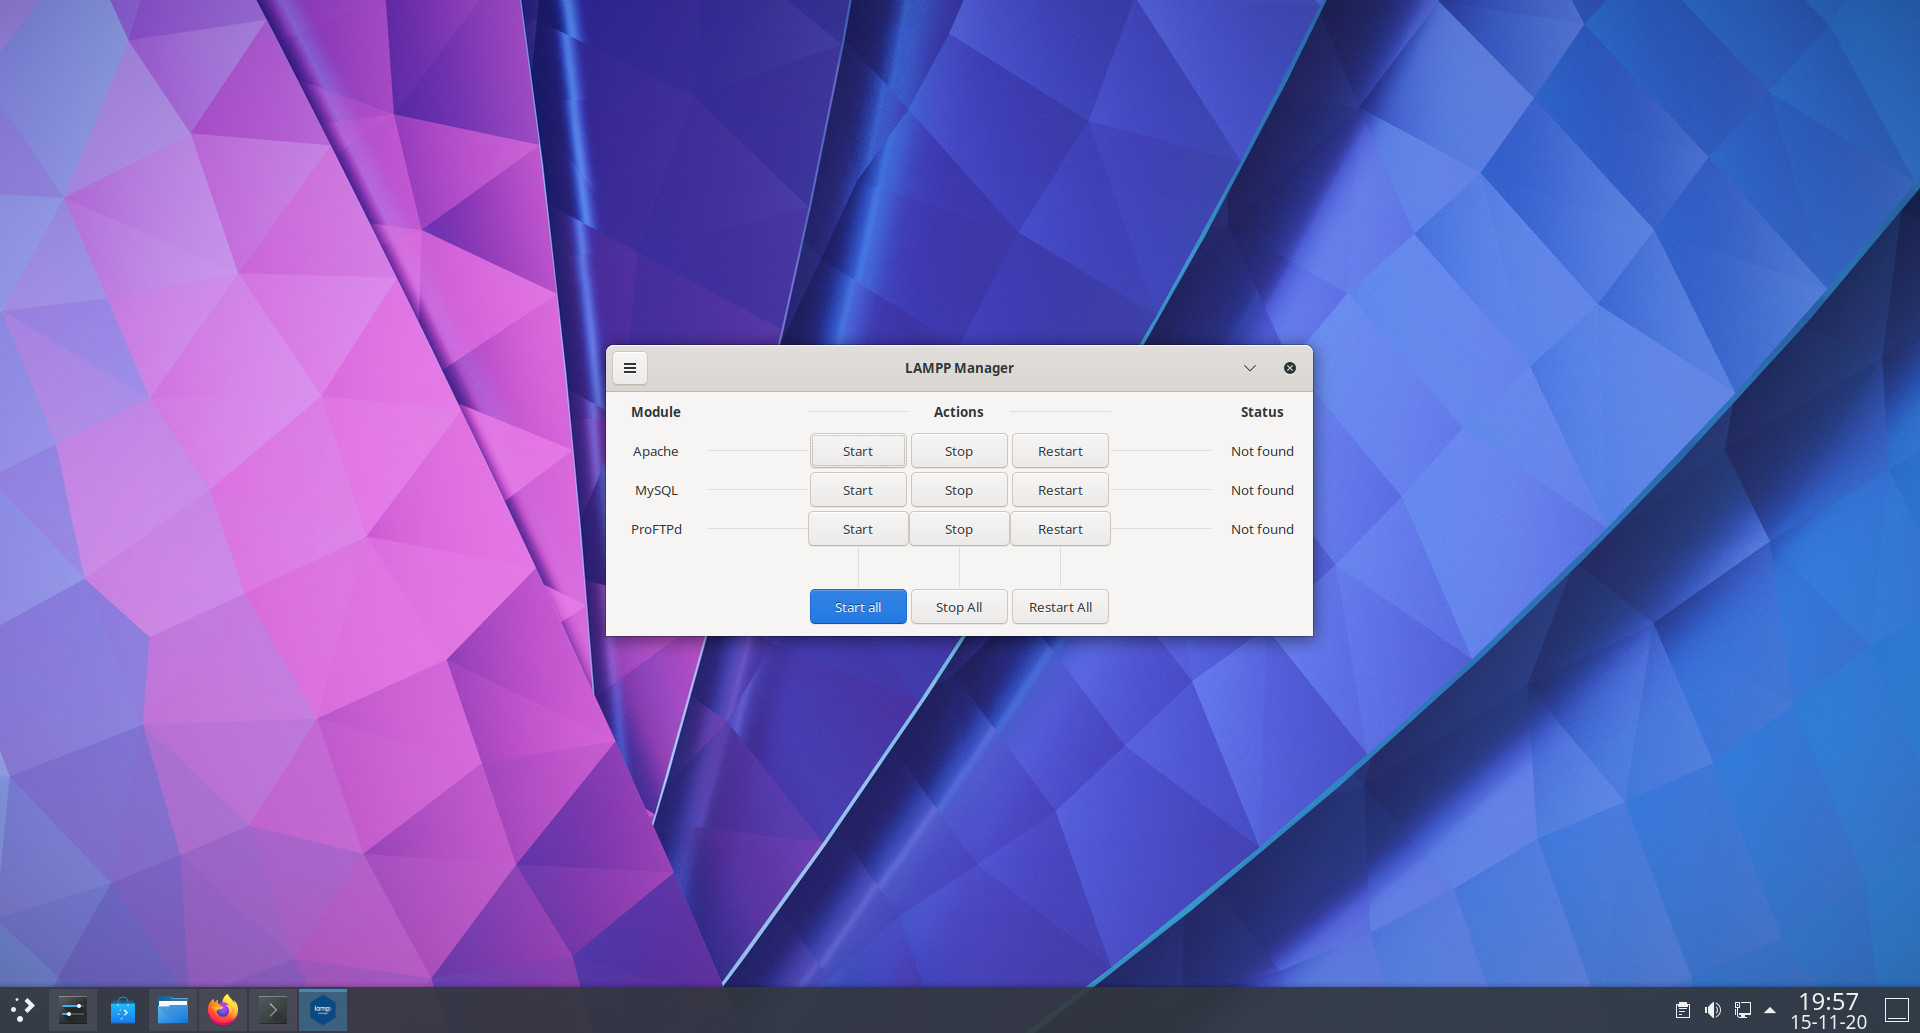 LAMPP Manager
Module Actions Status
Apache Start Stop Restart Not found
MySQL Start Stop Restart Not found
ProFTPd Start Stop Restart Not found
Start all Stop All Restart All
lamp
19:57
15-11-20